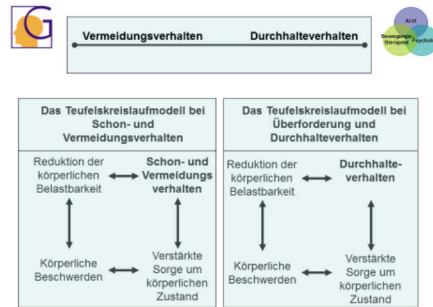 G
Vermeidungsverhalten
Durchhalteverhalten
Arzt
Bewegungs-
therapeut
Psychologe
Das Teufelskreislaufmodell bei
Schon- und
Vermeidungsverhalten
Reduktion der
körperlichen
Belastbarkeit
Schon- und
Vermeidungs
verhalten
Körperliche
Beschwerden
Verstärkte
Sorge um
körperlichen
Zustand
Das Teufelskreislaufmodell bei
Überforderung und
Durchhalteverhalten
Reduktion der
körperlichen
Belastbarkeit
Durchhalte-
verhalten
Körperliche
Beschwerden
Verstärkte
Sorge um
körperlichen
Zustand